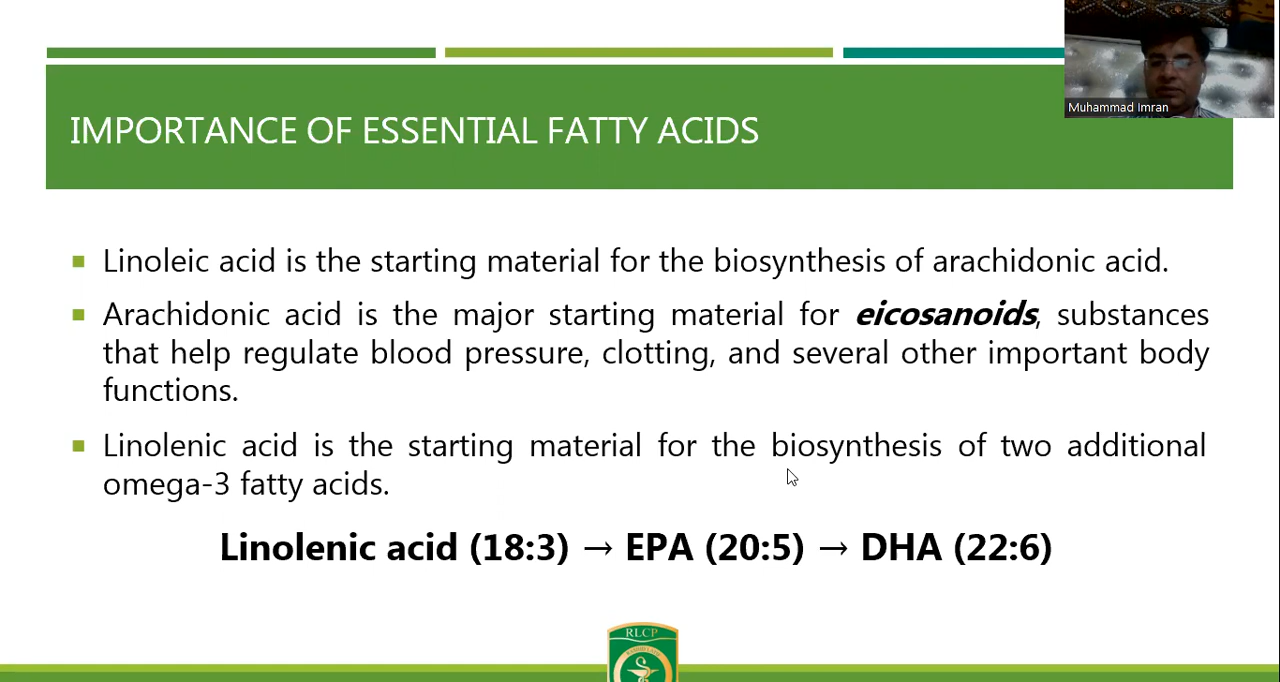 Muhammad Imran
IMPORTANCE OF ESSENTIAL FATTY ACIDS
Linoleic acid is the starting material for the biosynthesis of arachidonic acid.
Arachidonic acid is the major starting material for eicosanoids, substances
that help regulate blood pressure, clotting, and several other important body
functions.
Linolenic acid is the starting material for the biosynthesis of two additional
omega-3 fatty acids.
Linolenic acid (18:3) → EPA (20:5) → DHA (22:6)
RLCP